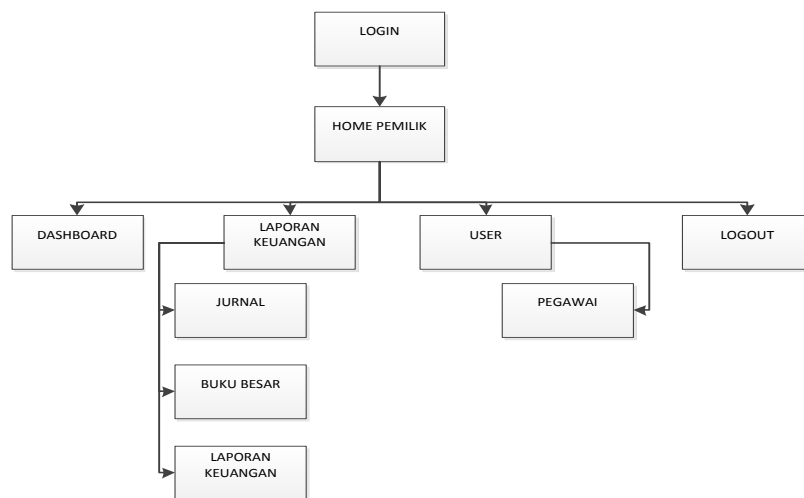 LOGIN
HOME PEMILIK
DASHBOARD
LAPORAN
KEUANGAN
USER
LOGOUT
JURNAL
PEGAWAI
BUKU BESAR
LAPORAN
KEUANGAN